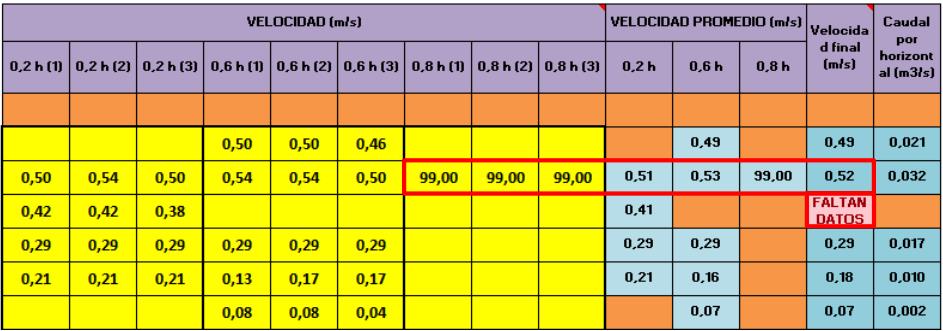 VELOCIDAD (m/s) VELOCIDAD PROMEDIO (m/s) Velocida d final (m/s) Caudal por horizont al (m3/s)
0,2 h (1) 0,2 h (2) 0,2 h (3) 0,6 h (1) 0,6 h (2) 0,6 h (3) 0,8 h (1) 0,8 h (2) 0,8 h (3) 0,2 h 0,6 h 0,8 h
0,50 0,50 0,46 0,49 0,49 0,021
0,50 0,54 0,50 0,54 0,54 0,50 99,00 99,00 99,00 0,51 0,53 99,00 0,52 0,032
0,42 0,42 0,38 0,41 FALTAN DATOS
0,29 0,29 0,29 0,29 0,29 0,29 0,29 0,29 0,29 0,017
0,21 0,21 0,21 0,13 0,17 0,17 0,21 0,16 0,18 0,010
0,08 0,08 0,04 0,07 0,07 0,002